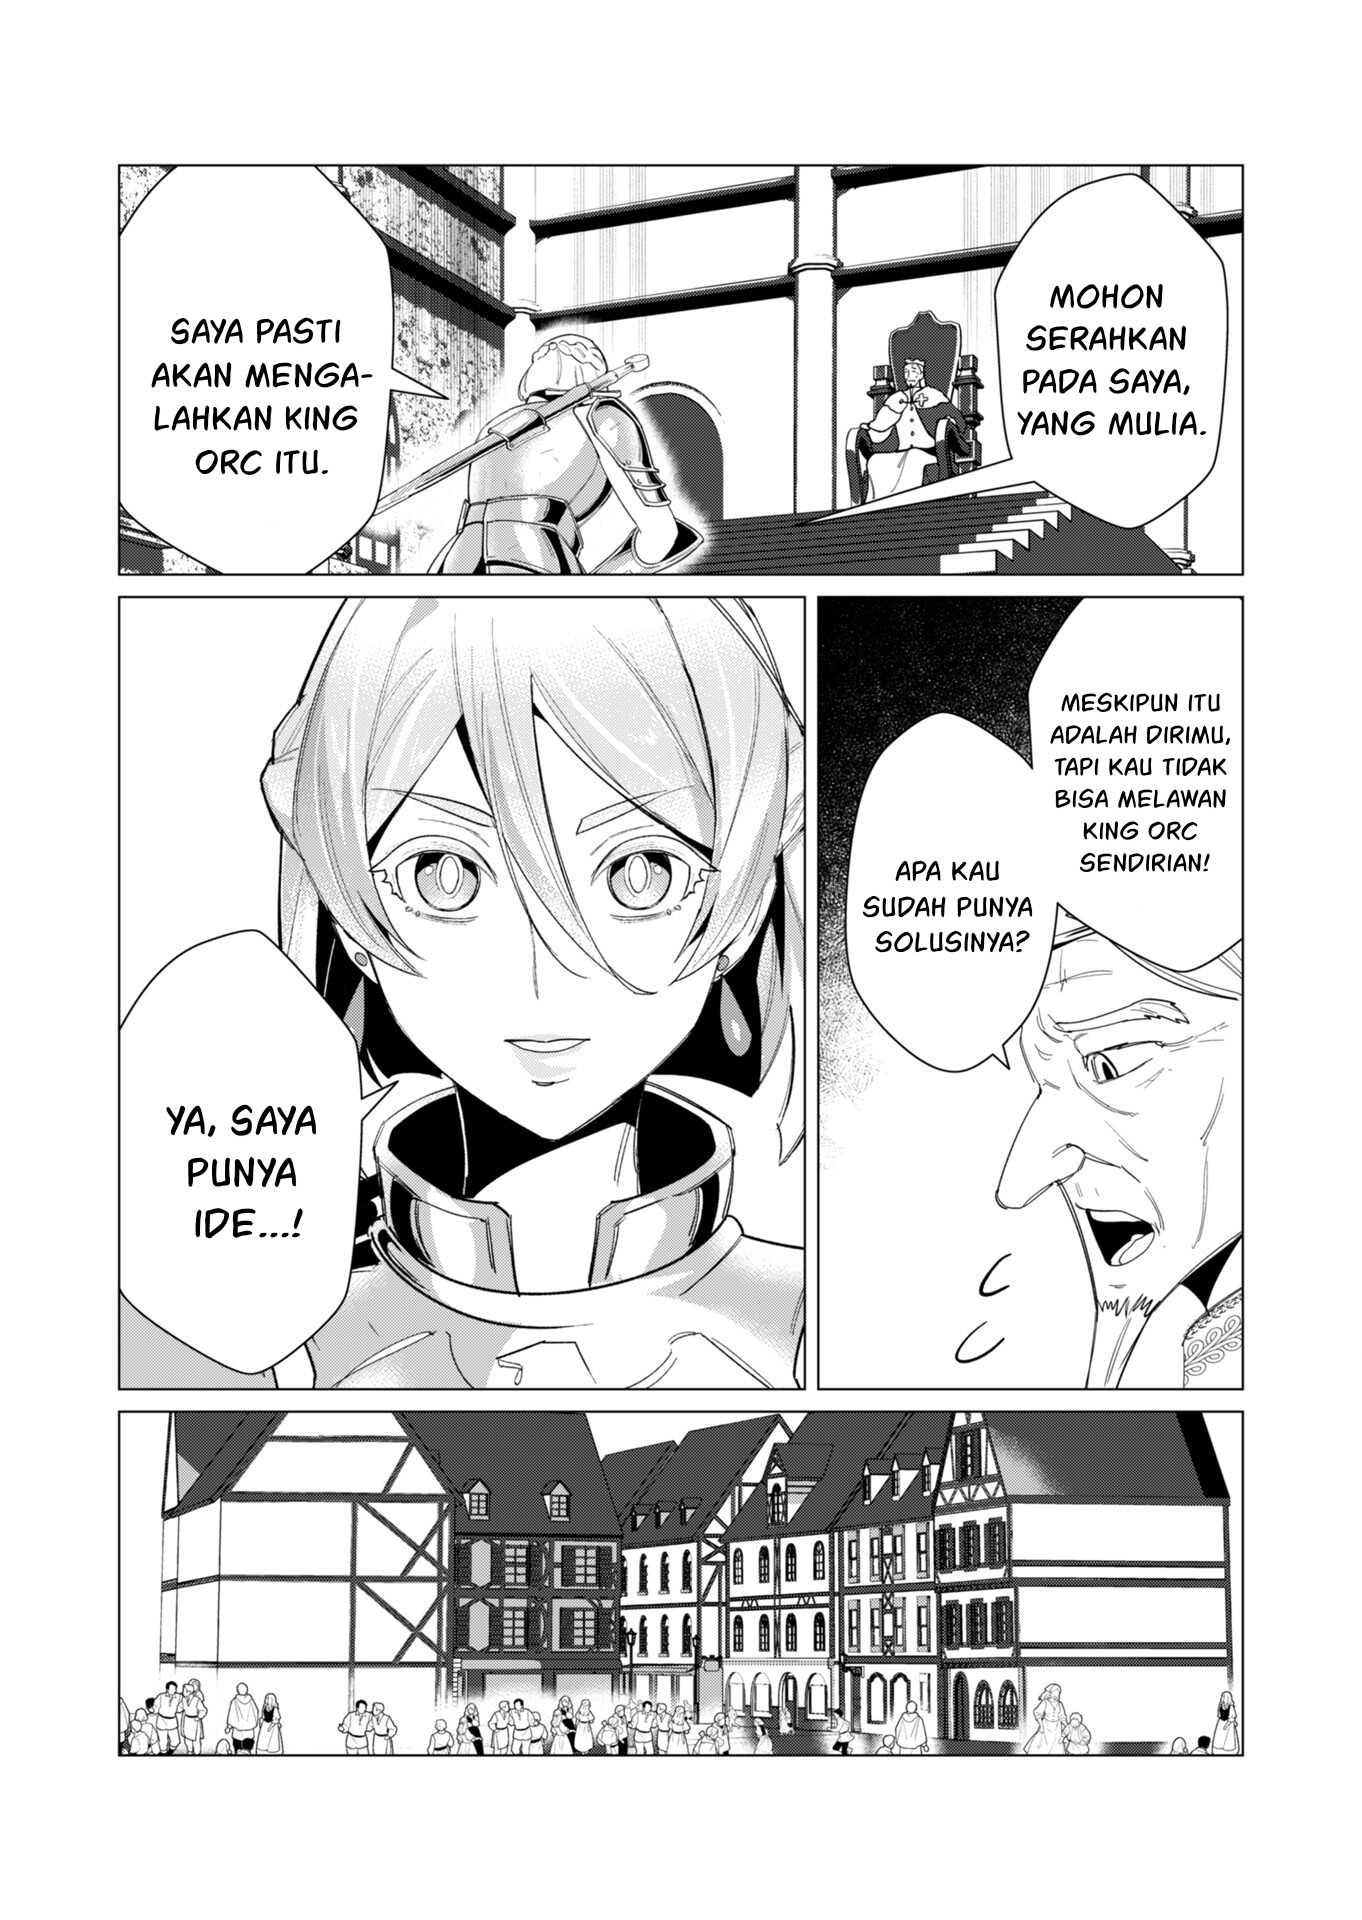 MOHON
SERAHKAN
PADA SAYA,
YANG MULIA.
SAYA PASTI
AKAN MENGA-
LAHKAN KING
ORC ITU.
MESKIPUN ITU
ADALAH DIRIMU,
TAPI KAU TIDAK
BISA MELAWAN
KING ORC
SENDIRIAN!
APA KAU
SUDAH PUNYA
SOLUSINYA?
YA, SAYA
PUNYA
IDE...!